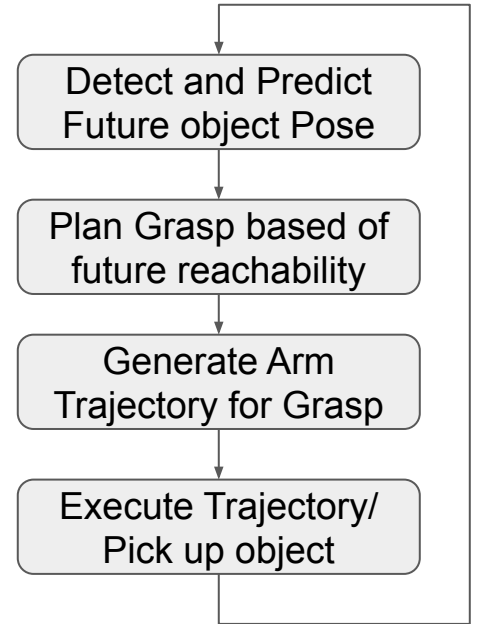 Detect and Predict
Future object Pose
Plan Grasp based of
future reachability
Generate Arm
Trajectory for Grasp
Execute Trajectory/
Pick up object